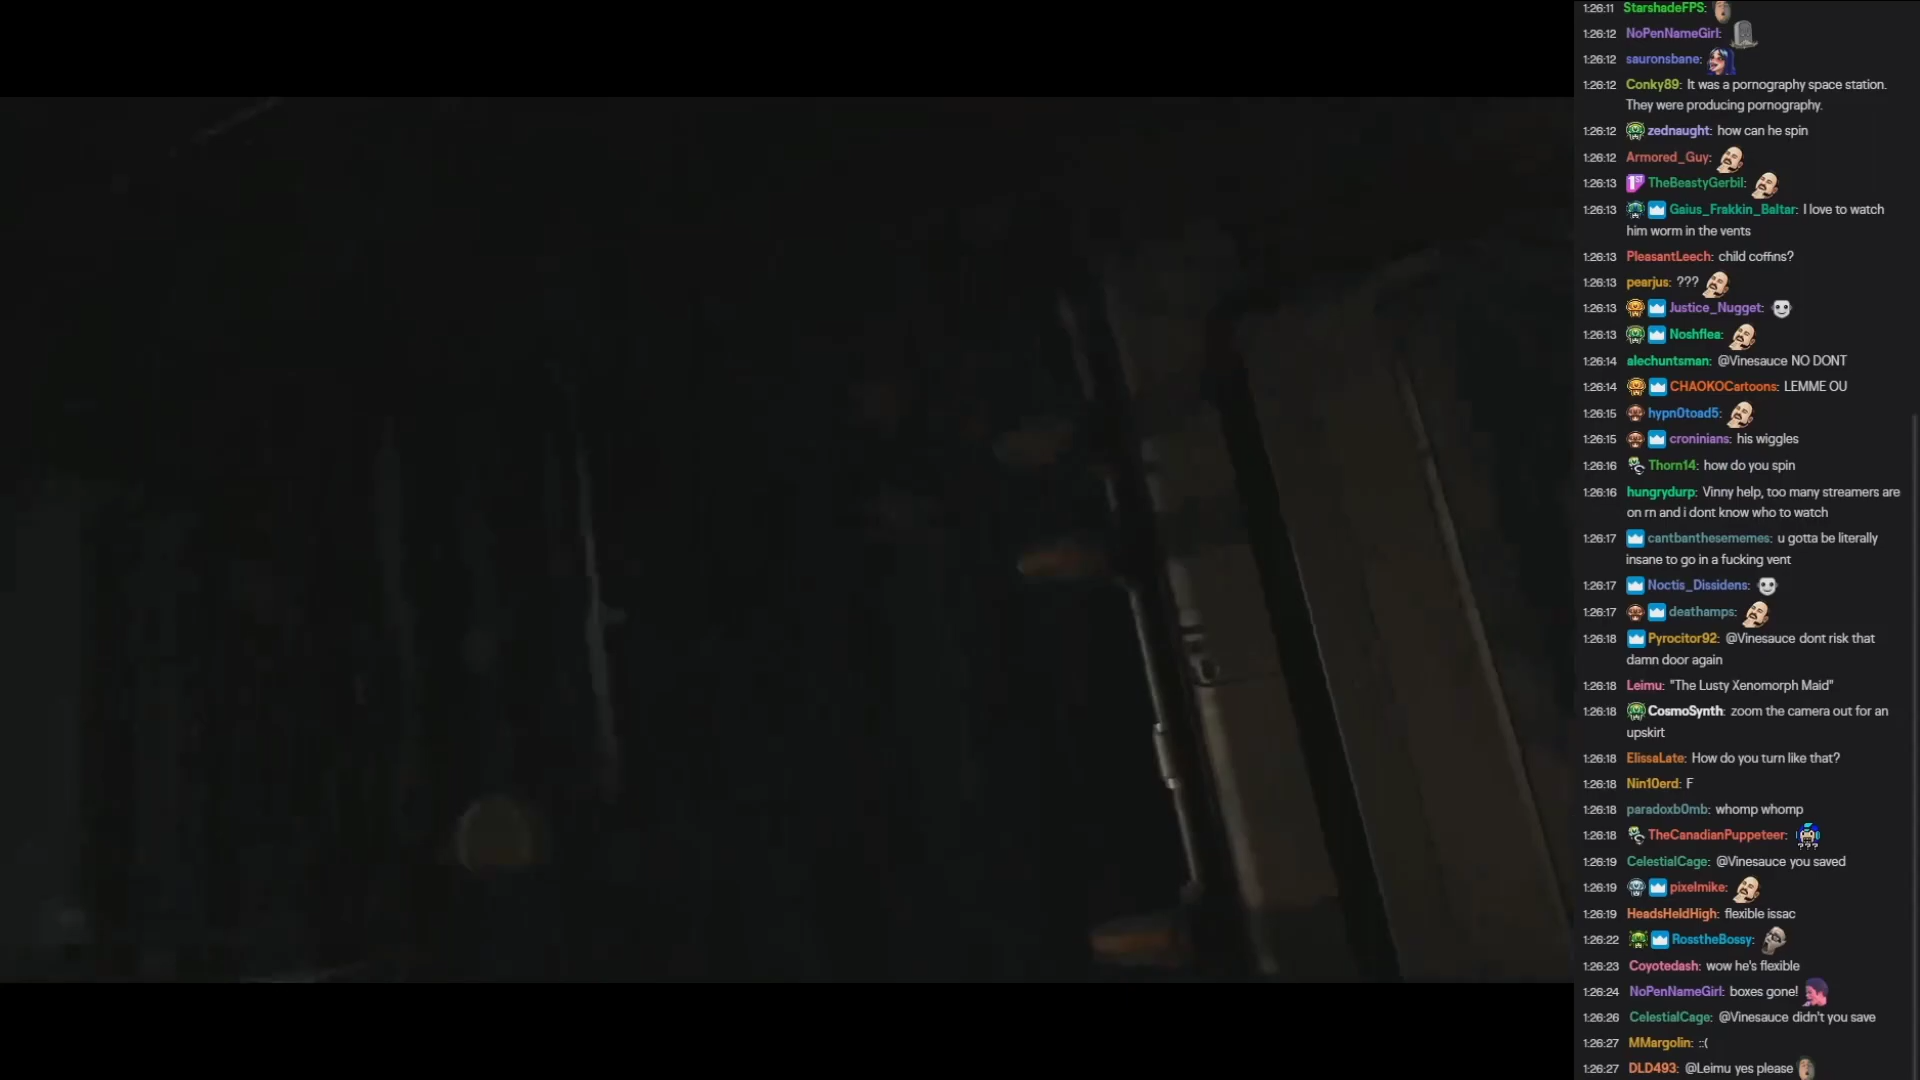 1:26:11 StarshadeFPS:
1:26:12 NoPenNameGirl:
1:26:12 sauronsbane:
1:26:12 Conky89: It was a pornography space station.
They were producing pornography.
1:26:12 zednaught: how can he spin
1:26:12 Armored_Guy:
1:26:13 1ST TheBeastyGerbil:
1:26:13 Gaius_Frakkin_Baltar: I love to watch
him worm in the vents
1:26:13 PleasantLeech: child coffins?
1:26:13 pearjus: ???
1:26:13 Justice_Nugget:
1:26:13 Noshflea:
1:26:14 alechuntsman: @Vinesauce NO DONT
1:26:14 CHAOKOCartoons: LEMME OU
1:26:15 hypn0toad5:
1:26:15 croninians: his wiggles
1:26:16 Thorn14: how do you spin
1:26:16 hungrydurp: Vinny help, too many streamers are
on rn and i dont know who to watch
1:26:17 cantbanthesememes: u gotta be literally
insane to go in a fucking vent
1:26:17 Noctis_Dissidens:
1:26:17 deathamps:
1:26:18 Pyrocitor92: @Vinesauce dont risk that
damn door again
1:26:18 Leimu: "The Lusty Xenomorph Maid"
1:26:18 CosmoSynth: zoom the camera out for an
upskirt
1:26:18 ElissaLate: How do you turn like that?
1:26:18 Nin10erd: F
1:26:18 paradoxb0mb: whomp whomp
1:26:18 TheCanadianPuppeteer: ???
1:26:19 CelestialCage: @Vinesauce you saved
1:26:19 pixelmike:
1:26:19 HeadsHeldHigh: flexible issac
1:26:22 RosstheBossy:
1:26:23 Coyotedash: wow he's flexible
1:26:24 NoPenNameGirl: boxes gone!
1:26:26 CelestialCage: @Vinesauce didn't you save
1:26:27 MMargolin: ::(
1:26:27 DLD493: @Leimu yes please